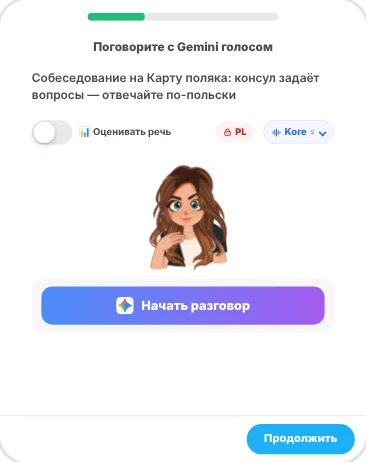 Поговорите с Gemini голосом
Собеседование на Карту поляка: консул задаёт
вопросы — отвечайте по-польски
📊 Оценивать речь
🔒 PL
Kore ♀
Начать разговор
Продолжить